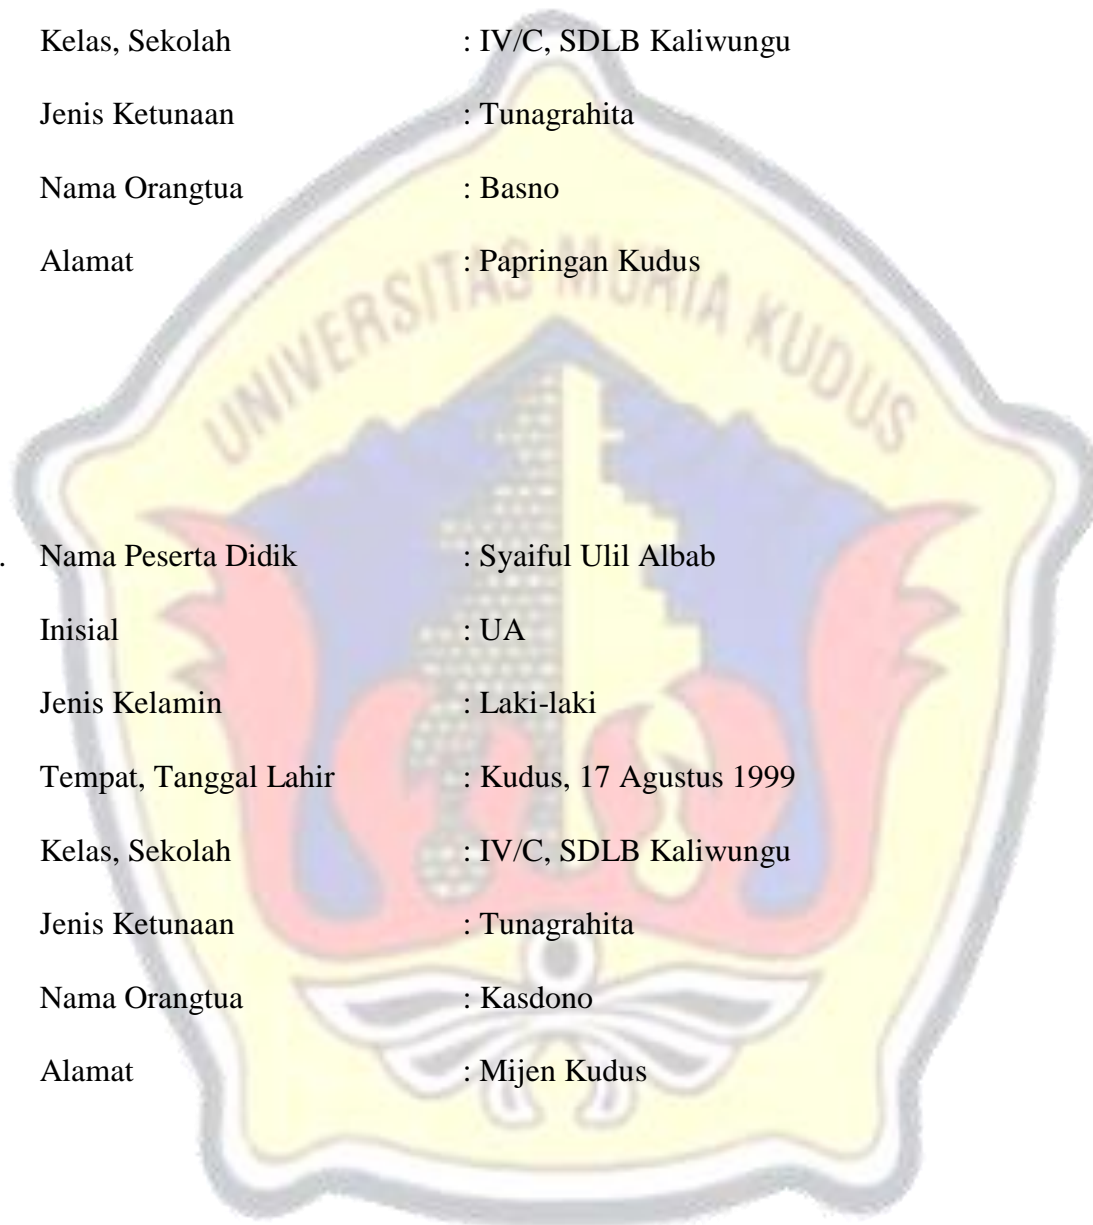 Kelas, Sekolah : IV/C, SDLB Kaliwungu
Jenis Ketunaan : Tunagrahita
Nama Orangtua : Basno
Alamat : Papringan Kudus
UNIVERSITAS MURIA KUDUS
. Nama Peserta Didik : Syaiful Ulil Albab
Inisial : UA
Jenis Kelamin : Laki-laki
Tempat, Tanggal Lahir : Kudus, 17 Agustus 1999
Kelas, Sekolah : IV/C, SDLB Kaliwungu
Jenis Ketunaan : Tunagrahita
Nama Orangtua : Kasdono
Alamat : Mijen Kudus